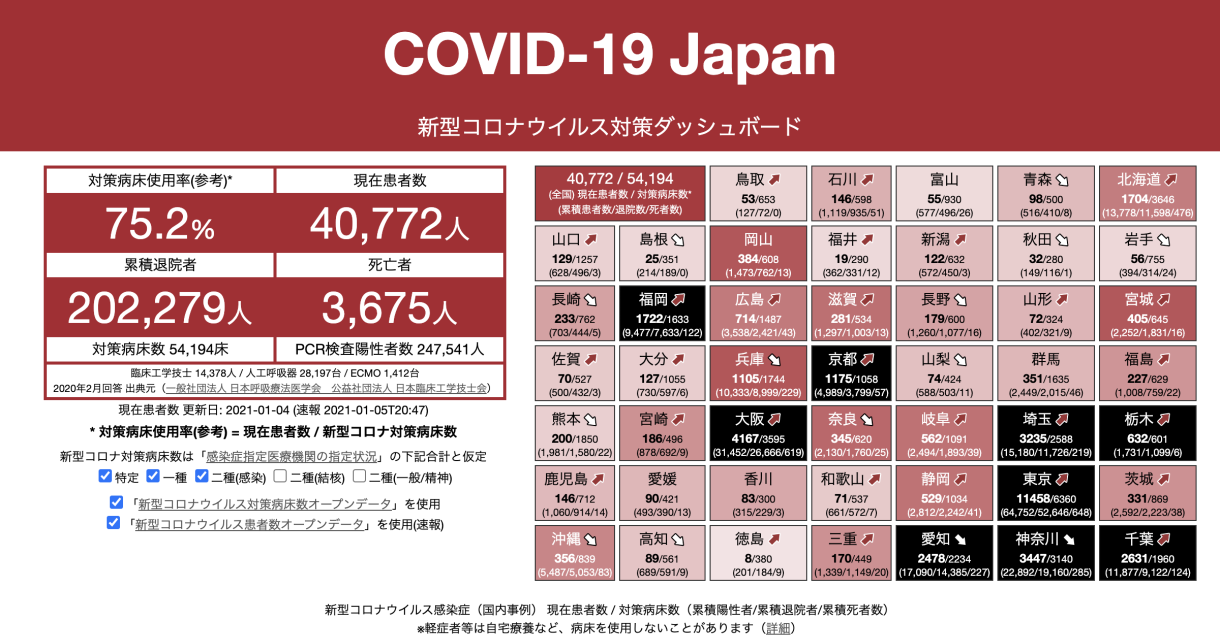 COVID-19 Japan
新型コロナウイルス対策ダッシュボード
対策病床使用率(参考)*
現在患者数
75.2%
40,772人
累積退院者
死亡者
202,279人
3,675人
対策病床数 54,194床
PCR検査陽性者数 247,541人
臨床工学技士 14,378人 / 人工呼吸器 28,197台 / ECMO 1,412台
2020年2月回答 出典元（一般社団法人 日本呼吸療法医学会　公益社団法人 日本臨床工学技士会）
現在患者数 更新日: 2021-01-04 (速報 2021-01-05T20:47)
* 対策病床使用率(参考) = 現在患者数 / 新型コロナ対策病床数
新型コロナ対策病床数は「感染症指定医療機関の指定状況」の下記合計と仮定
特定 一種 二種(感染) 二種(結核) 二種(一般/精神)
「新型コロナウイルス対策病床数オープンデータ」を使用
「新型コロナウイルス患者数オープンデータ」を使用(速報)
40,772 / 54,194
(全国) 現在患者数 / 対策病床数*
(累積患者数/退院数/死者数)
鳥取
53/653
(127/72/0)
石川
146/598
(1,119/935/51)
富山
55/930
(577/496/26)
青森
98/500
(516/410/8)
北海道
1704/3646
(13,778/11,598/476)
山口
129/1257
(628/496/3)
島根
25/351
(214/189/0)
岡山
384/608
(1,473/762/13)
福井
19/290
(362/331/12)
新潟
122/632
(572/450/3)
秋田
32/280
(149/116/1)
岩手
56/755
(394/314/24)
長崎
233/762
(703/444/5)
福岡
1722/1633
(9,477/7,633/122)
広島
714/1487
(3,538/2,421/43)
滋賀
281/534
(1,297/1,003/13)
長野
179/600
(1,260/1,077/16)
山形
72/324
(402/321/9)
宮城
405/645
(2,252/1,831/16)
佐賀
70/527
(500/432/3)
大分
127/1055
(730/597/6)
兵庫
1105/1744
(10,333/8,999/229)
京都
1175/1058
(4,989/3,799/57)
山梨
74/424
(588/503/11)
群馬
351/1635
(2,449/2,015/46)
福島
227/629
(1,008/759/22)
熊本
200/1850
(1,981/1,580/22)
宮崎
186/496
(878/692/9)
大阪
4167/3595
(31,452/26,666/619)
奈良
345/620
(2,130/1,760/25)
岐阜
562/1091
(2,494/1,893/39)
埼玉
3235/2588
(15,180/11,726/219)
栃木
632/601
(1,731/1,099/6)
鹿児島
146/712
(1,060/914/14)
愛媛
90/421
(493/390/13)
香川
83/300
(315/229/3)
和歌山
71/537
(661/572/7)
静岡
529/1034
(2,812/2,242/41)
東京
11458/6360
(64,752/52,646/648)
茨城
331/869
(2,592/2,223/38)
沖縄
356/839
(5,487/5,053/83)
高知
89/561
(689/591/9)
徳島
8/380
(201/184/9)
三重
170/449
(1,339/1,149/20)
愛知
2478/2234
(17,090/14,385/227)
神奈川
3447/3140
(22,892/19,160/285)
千葉
2631/1960
(11,877/9,122/124)
新型コロナウイルス感染症（国内事例） 現在患者数 / 対策病床数（累積陽性者/累積退院者/累積死者数）
※軽症者等は自宅療養など、病床を使用しないことがあります（詳細）